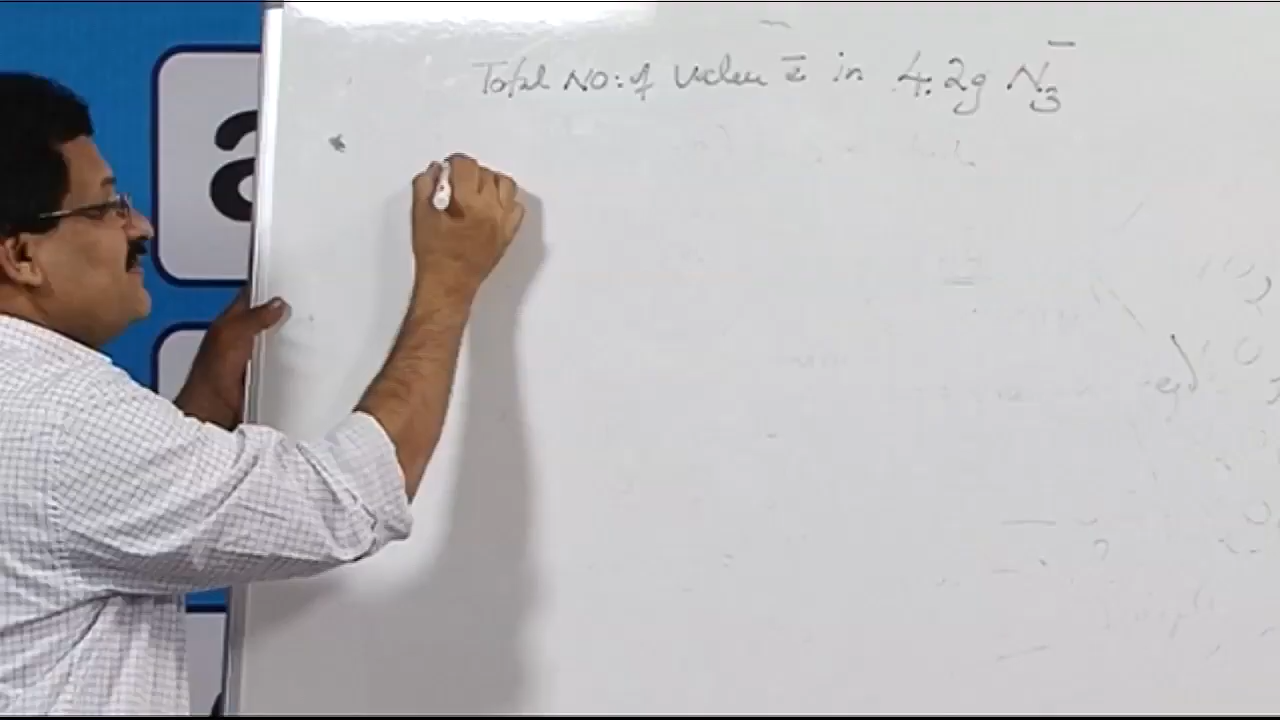 Total No: of valen ē in 4.2g N₃⁻
a